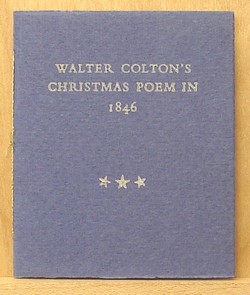 WALTER COLTON'S
CHRISTMAS POEM IN
1846